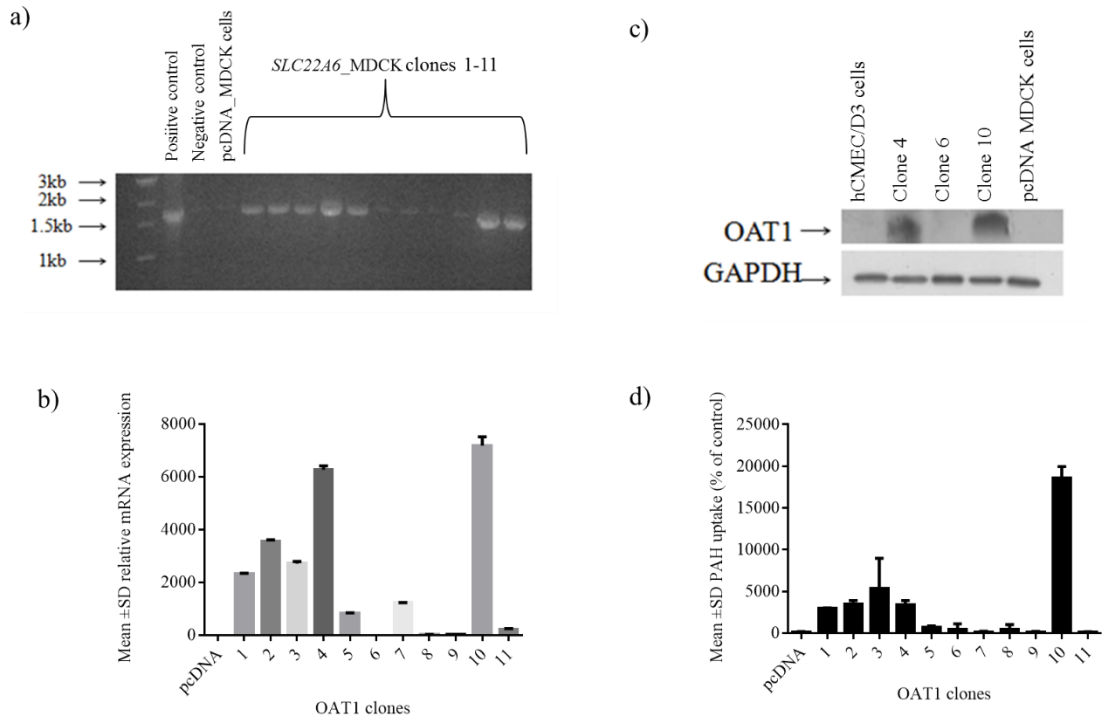 a)
Posiitve control
Negative control
pcDNA_MDCK cells
SLC22A6_MDCK clones 1-11
3kb
2kb
1.5kb
1kb
c)
hCMEC/D3 cells
Clone 4
Clone 6
Clone 10
pcDNA MDCK cells
OAT1
GAPDH
b)
Mean ±SD relative mRNA expression
8000
6000
4000
2000
0
pcDNA
1
2
3
4
5
6
7
8
9
10
11
OAT1 clones
d)
Mean ±SD PAH uptake (% of control)
25000
20000
15000
10000
5000
0
pcDNA
1
2
3
4
5
6
7
8
9
10
11
OAT1 clones